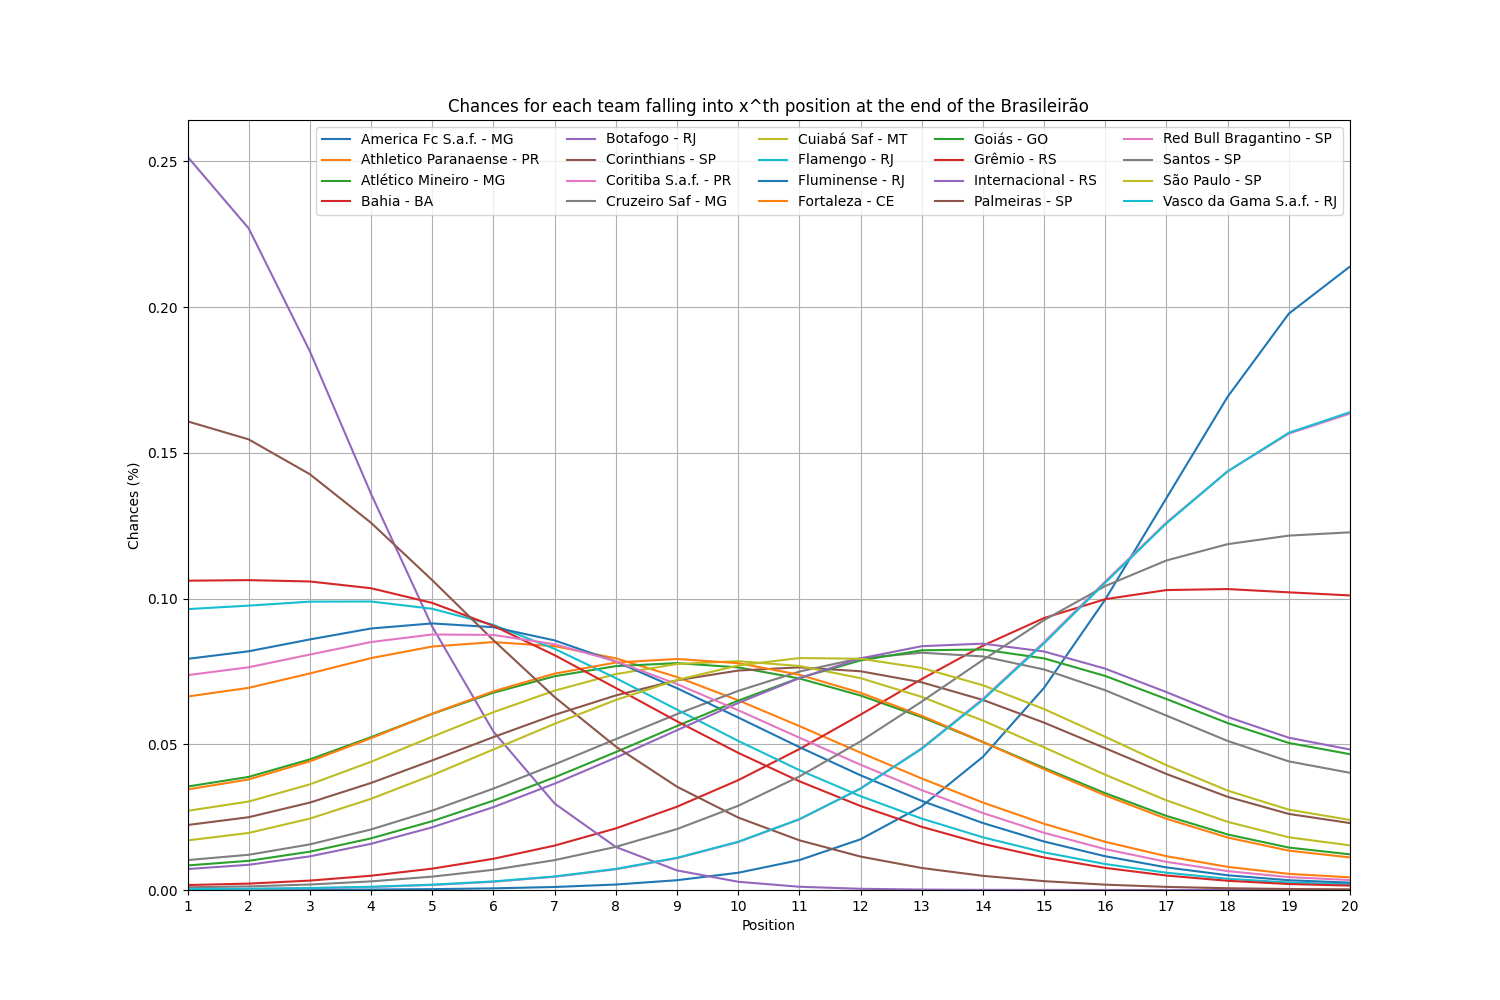 Chances for each team falling into x^th position at the end of the Brasileirão
America Fc S.a.f. - MG
Athletico Paranaense - PR
Atlético Mineiro - MG
Bahia - BA
Botafogo - RJ
Corinthians - SP
Coritiba S.a.f. - PR
Cruzeiro Saf - MG
Cuiabá Saf - MT
Flamengo - RJ
Fluminense - RJ
Fortaleza - CE
Goiás - GO
Grêmio - RS
Internacional - RS
Palmeiras - SP
Red Bull Bragantino - SP
Santos - SP
São Paulo - SP
Vasco da Gama S.a.f. - RJ
Chances (%)
0.25
0.20
0.15
0.10
0.05
0.00
1 2 3 4 5 6 7 8 9 10 11 12 13 14 15 16 17 18 19 20
Position